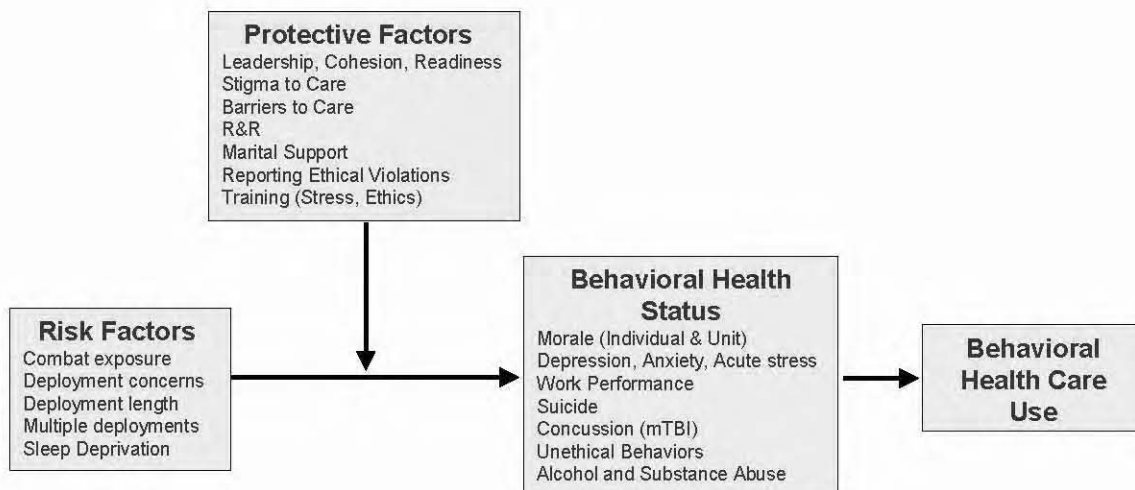 Protective Factors
Leadership, Cohesion, Readiness
Stigma to Care
Barriers to Care
R&R
Marital Support
Reporting Ethical Violations
Training (Stress, Ethics)
Risk Factors
Combat exposure
Deployment concerns
Deployment length
Multiple deployments
Sleep Deprivation
Behavioral Health
Status
Morale (Individual & Unit)
Depression, Anxiety, Acute stress
Work Performance
Suicide
Concussion (mTBI)
Unethical Behaviors
Alcohol and Substance Abuse
Behavioral
Health Care
Use